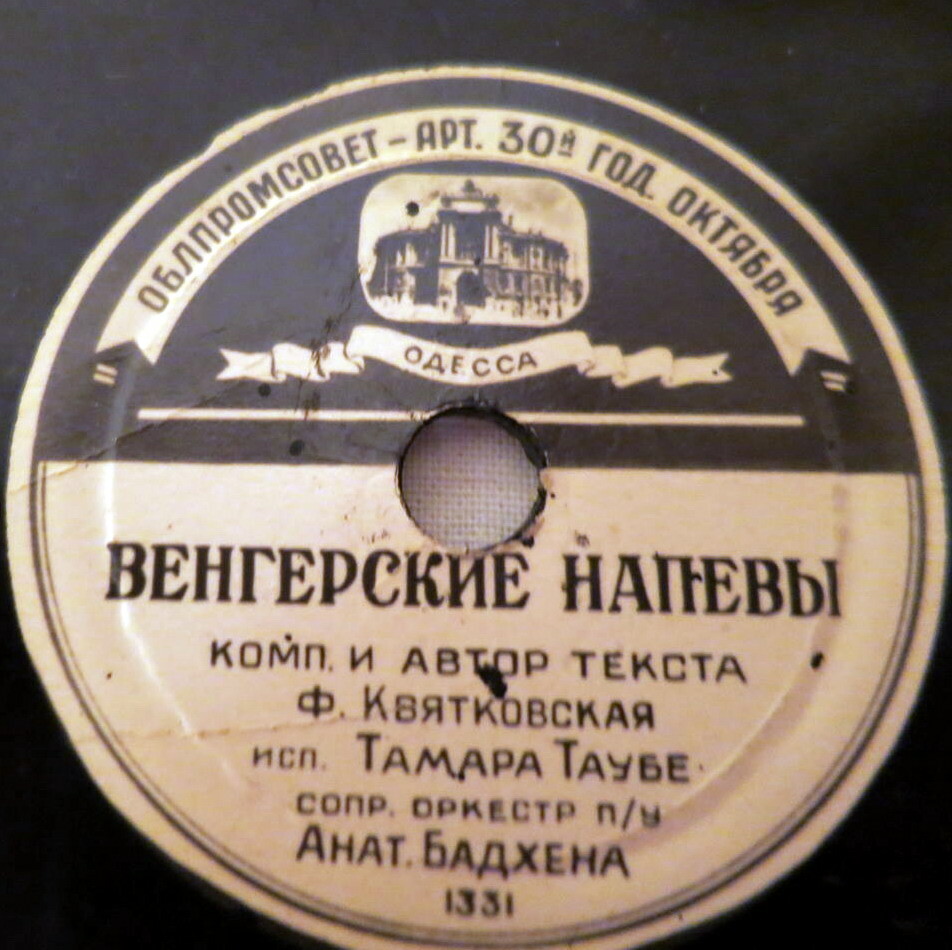 „ОБЛПРОМСОВЕТ – АРТ. 30й ГОД. ОКТЯБРЯ"
ОДЕССА
ВЕНГЕРСКИЕ НАПЕВЫ
КОМП. И АВТОР ТЕКСТА
Ф. КВЯТКОВСКАЯ
ИСП. ТАМАРА ТАУБЕ
СОПР. ОРКЕСТР П/У
АНАТ. БАДХЕНА
1331